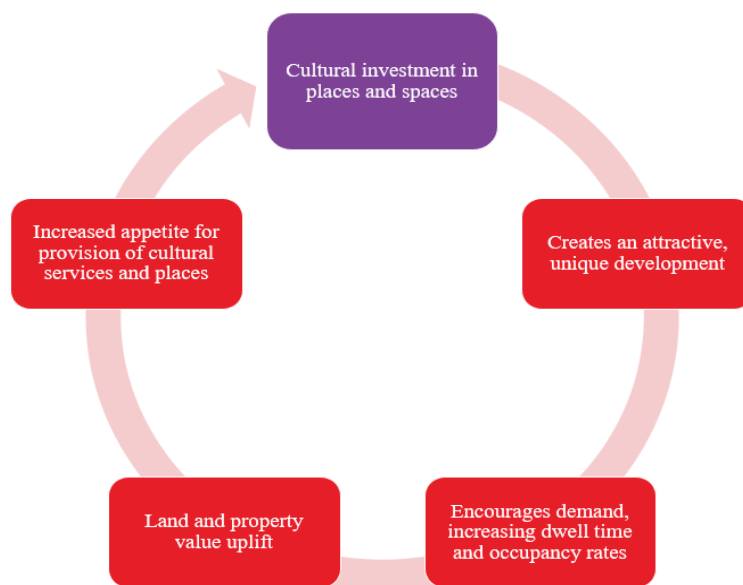 Cultural investment in
places and spaces
Creates an attractive,
unique development
Encourages demand,
increasing dwell time
and occupancy rates
Land and property
value uplift
Increased appetite for
provision of cultural
services and places